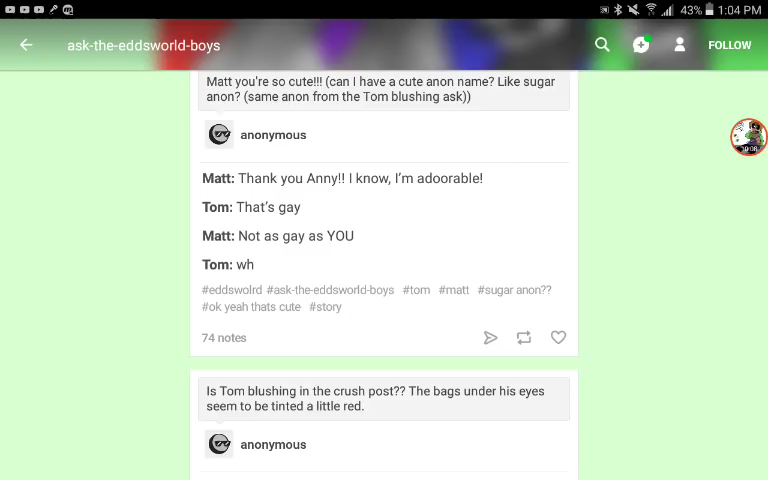 43% 1:04 PM
ask-the-eddsworld-boys
FOLLOW
Matt you're so cute!!! (can I have a cute anon name? Like sugar
anon? (same anon from the Tom blushing ask))
anonymous
Matt: Thank you Anny!! I know, I'm adoorable!
Tom: That's gay
Matt: Not as gay as YOU
Tom: wh
#eddswolrd #ask-the-eddsworld-boys #tom #matt #sugar anon??
#ok yeah thats cute #story
74 notes
Is Tom blushing in the crush post?? The bags under his eyes
seem to be tinted a little red.
anonymous